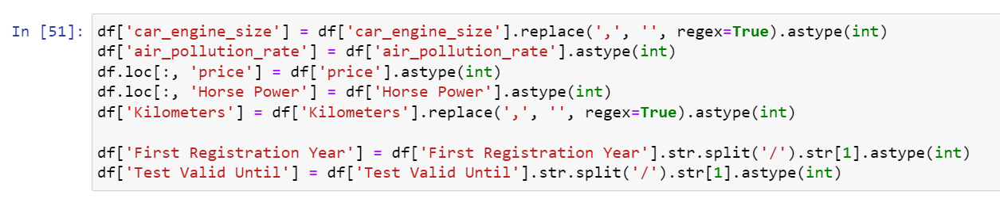 In [51]: df['car_engine_size'] = df['car_engine_size'].replace(',', '', regex=True).astype(int)
df['air_pollution_rate'] = df['air_pollution_rate'].astype(int)
df.loc[:, 'price'] = df['price'].astype(int)
df.loc[:, 'Horse Power'] = df['Horse Power'].astype(int)
df['Kilometers'] = df['Kilometers'].replace(',', '', regex=True).astype(int)

df['First Registration Year'] = df['First Registration Year'].str.split('/').str[1].astype(int)
df['Test Valid Until'] = df['Test Valid Until'].str.split('/').str[1].astype(int)